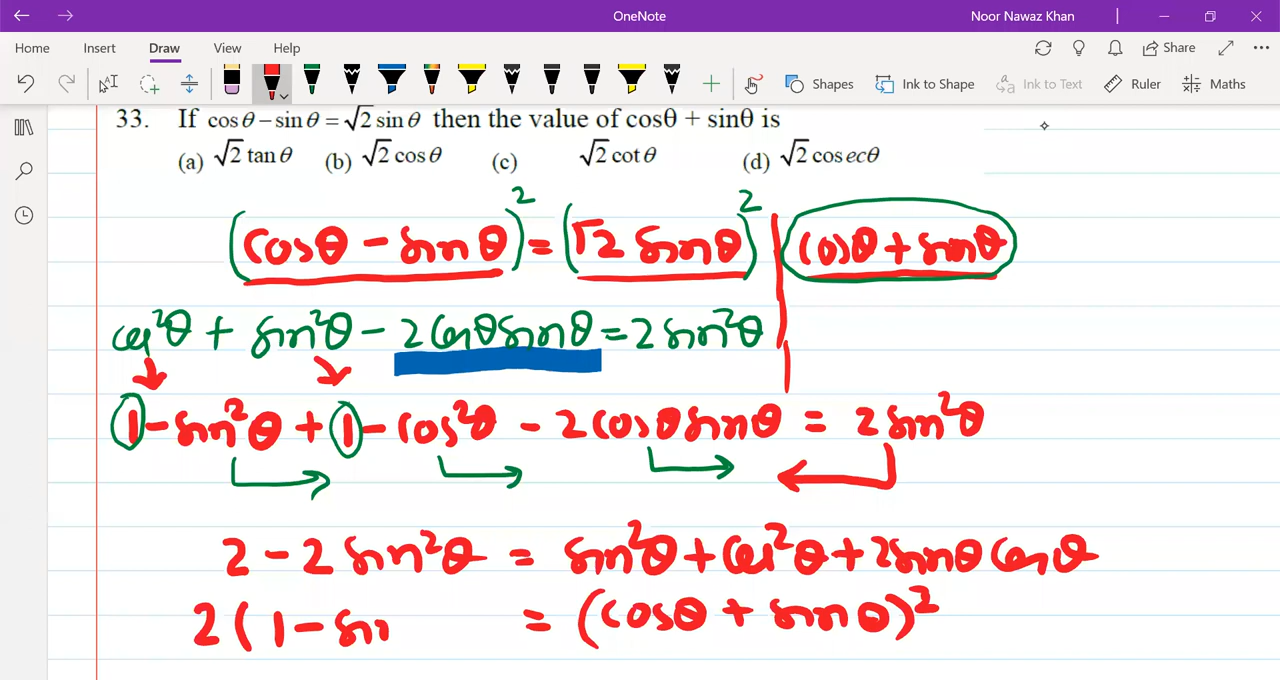 OneNote
Noor Nawaz Khan
Home Insert Draw View Help Share
Shapes Ink to Shape Ink to Text Ruler Maths
33. If cosθ – sinθ = √2 sinθ then the value of cosθ + sinθ is
(a) √2 tanθ (b) √2 cosθ (c) √2 cotθ (d) √2 cosecθ
(cosθ – sinθ)² = (√2 sinθ)² | cosθ + sinθ
cos²θ + sin²θ – 2cosθsinθ = 2sin²θ
1 – sin²θ + 1 – cos²θ – 2cosθsinθ = 2sin²θ
2 – 2sin²θ = sin²θ + cos²θ + 2sinθcosθ
2(1 – sin = (cosθ + sinθ)²